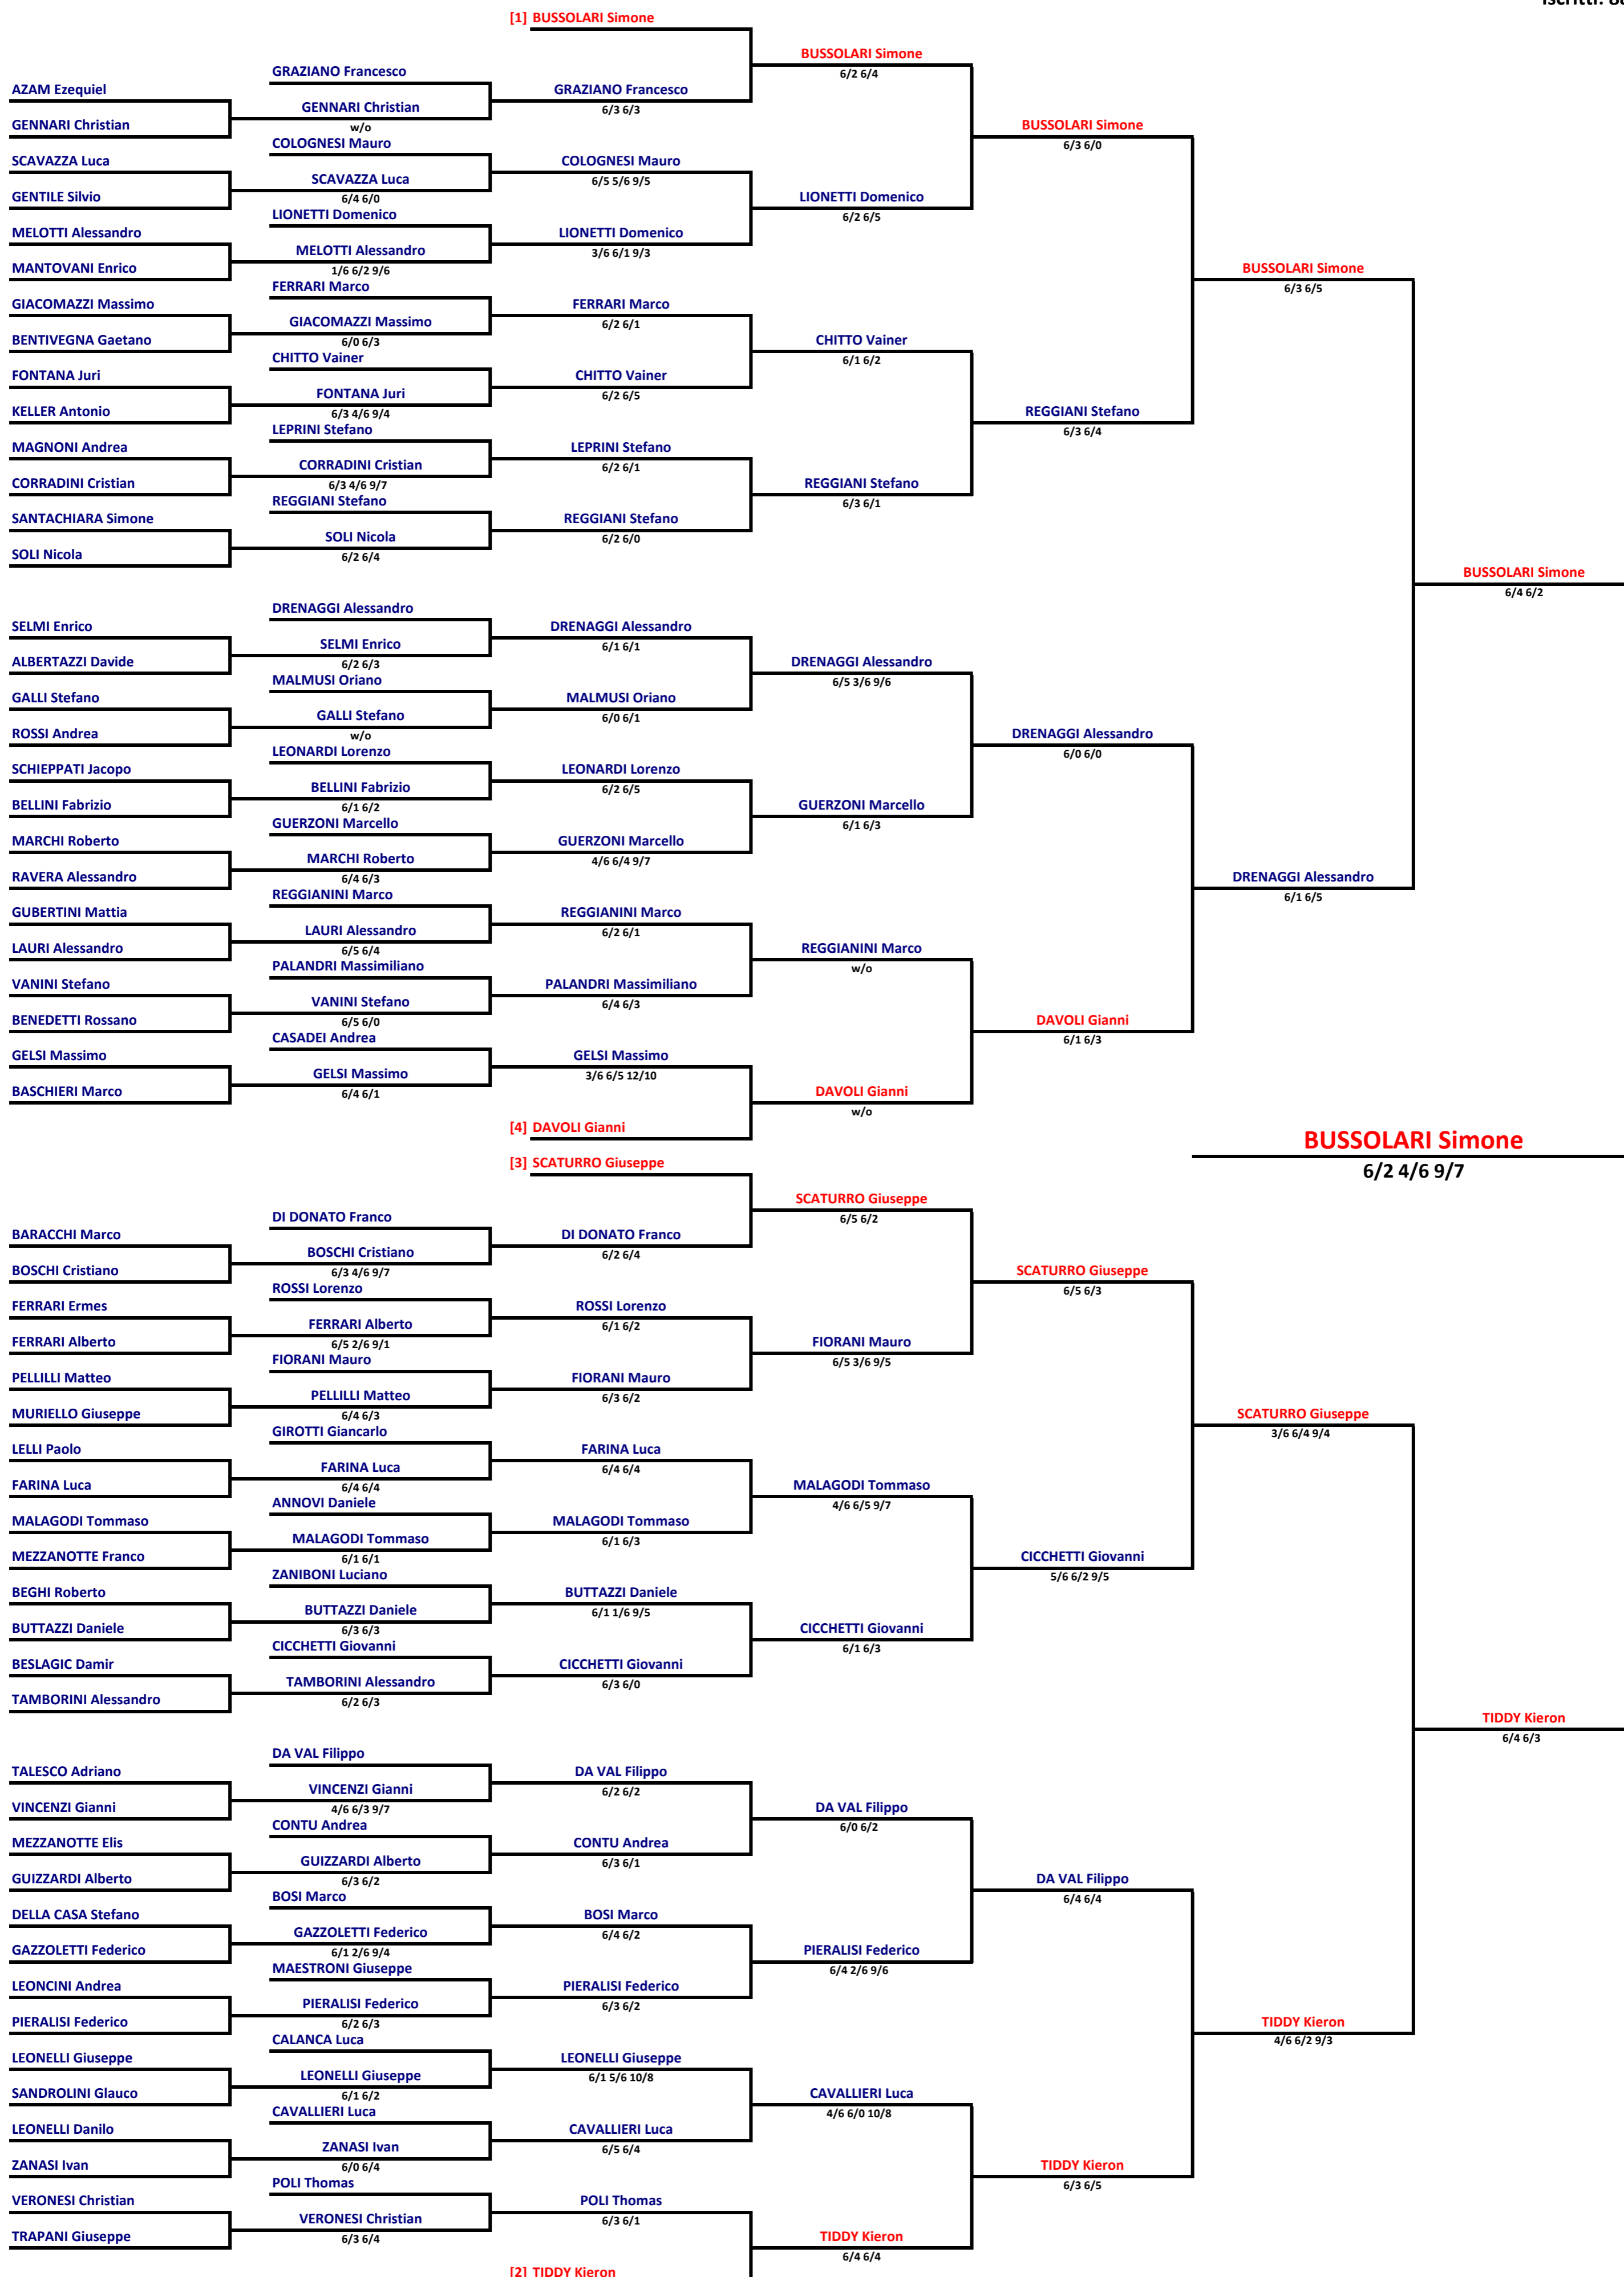 [1] BUSSOLARI Simone
BUSSOLARI Simone
6/2 6/4
GRAZIANO Francesco
AZAM Ezequiel
GRAZIANO Francesco
6/3 6/3
GENNARI Christian
w/o
GENNARI Christian
BUSSOLARI Simone
6/3 6/0
COLOGNESI Mauro
SCAVAZZA Luca
COLOGNESI Mauro
6/5 5/6 9/5
SCAVAZZA Luca
6/4 6/0
GENTILE Silvio
LIONETTI Domenico
6/2 6/5
LIONETTI Domenico
MELOTTI Alessandro
LIONETTI Domenico
3/6 6/1 9/3
MELOTTI Alessandro
1/6 6/2 9/6
MANTOVANI Enrico
BUSSOLARI Simone
6/3 6/5
FERRARI Marco
GIACOMAZZI Massimo
FERRARI Marco
6/2 6/1
GIACOMAZZI Massimo
6/0 6/3
BENTIVEGNA Gaetano
CHITTO Vainer
6/1 6/2
CHITTO Vainer
FONTANA Juri
CHITTO Vainer
6/2 6/5
FONTANA Juri
6/3 4/6 9/4
KELLER Antonio
REGGIANI Stefano
6/3 6/4
LEPRINI Stefano
MAGNONI Andrea
LEPRINI Stefano
6/2 6/1
CORRADINI Cristian
6/3 4/6 9/7
CORRADINI Cristian
REGGIANI Stefano
6/3 6/1
REGGIANI Stefano
SANTACHIARA Simone
REGGIANI Stefano
6/2 6/0
SOLI Nicola
6/2 6/4
SOLI Nicola
BUSSOLARI Simone
6/4 6/2
DRENAGGI Alessandro
SELMI Enrico
DRENAGGI Alessandro
6/1 6/1
SELMI Enrico
6/2 6/3
ALBERTAZZI Davide
DRENAGGI Alessandro
6/5 3/6 9/6
MALMUSI Oriano
GALLI Stefano
MALMUSI Oriano
6/0 6/1
GALLI Stefano
w/o
ROSSI Andrea
DRENAGGI Alessandro
6/0 6/0
LEONARDI Lorenzo
SCHIEPPATI Jacopo
LEONARDI Lorenzo
6/2 6/5
BELLINI Fabrizio
6/1 6/2
BELLINI Fabrizio
GUERZONI Marcello
6/1 6/3
GUERZONI Marcello
MARCHI Roberto
GUERZONI Marcello
4/6 6/4 9/7
MARCHI Roberto
6/4 6/3
RAVERA Alessandro
DRENAGGI Alessandro
6/1 6/5
REGGIANINI Marco
GUBERTINI Mattia
REGGIANINI Marco
6/2 6/1
LAURI Alessandro
6/5 6/4
LAURI Alessandro
REGGIANINI Marco
w/o
PALANDRI Massimiliano
VANINI Stefano
PALANDRI Massimiliano
6/4 6/3
VANINI Stefano
6/5 6/0
BENEDETTI Rossano
DAVOLI Gianni
6/1 6/3
CASADEI Andrea
GELSI Massimo
GELSI Massimo
3/6 6/5 12/10
GELSI Massimo
6/4 6/1
BASCHIERI Marco
DAVOLI Gianni
w/o
[4] DAVOLI Gianni
BUSSOLARI Simone
6/2 4/6 9/7
[3] SCATURRO Giuseppe
SCATURRO Giuseppe
6/5 6/2
DI DONATO Franco
BARACCHI Marco
DI DONATO Franco
6/2 6/4
BOSCHI Cristiano
6/3 4/6 9/7
BOSCHI Cristiano
SCATURRO Giuseppe
6/5 6/3
ROSSI Lorenzo
FERRARI Ermes
ROSSI Lorenzo
6/1 6/2
FERRARI Alberto
6/5 2/6 9/1
FERRARI Alberto
FIORANI Mauro
6/5 3/6 9/5
FIORANI Mauro
PELLILLI Matteo
FIORANI Mauro
6/3 6/2
PELLILLI Matteo
6/4 6/3
MURIELLO Giuseppe
SCATURRO Giuseppe
3/6 6/4 9/4
GIROTTI Giancarlo
LELLI Paolo
FARINA Luca
6/4 6/4
FARINA Luca
6/4 6/4
FARINA Luca
MALAGODI Tommaso
4/6 6/5 9/7
ANNOVI Daniele
MALAGODI Tommaso
MALAGODI Tommaso
6/1 6/3
MALAGODI Tommaso
6/1 6/1
MEZZANOTTE Franco
CICCHETTI Giovanni
5/6 6/2 9/5
ZANIBONI Luciano
BEGHI Roberto
BUTTAZZI Daniele
6/1 1/6 9/5
BUTTAZZI Daniele
6/3 6/3
BUTTAZZI Daniele
CICCHETTI Giovanni
6/1 6/3
CICCHETTI Giovanni
BESLAGIC Damir
CICCHETTI Giovanni
6/3 6/0
TAMBORINI Alessandro
6/2 6/3
TAMBORINI Alessandro
TIDDY Kieron
6/4 6/3
DA VAL Filippo
TALESCO Adriano
DA VAL Filippo
6/2 6/2
VINCENZI Gianni
4/6 6/3 9/7
VINCENZI Gianni
DA VAL Filippo
6/0 6/2
CONTU Andrea
MEZZANOTTE Elis
CONTU Andrea
6/3 6/1
GUIZZARDI Alberto
6/3 6/2
GUIZZARDI Alberto
DA VAL Filippo
6/4 6/4
BOSI Marco
DELLA CASA Stefano
BOSI Marco
6/4 6/2
GAZZOLETTI Federico
6/1 2/6 9/4
GAZZOLETTI Federico
PIERALISI Federico
6/4 2/6 9/6
MAESTRONI Giuseppe
LEONCINI Andrea
PIERALISI Federico
6/3 6/2
PIERALISI Federico
6/2 6/3
PIERALISI Federico
TIDDY Kieron
4/6 6/2 9/3
CALANCA Luca
LEONELLI Giuseppe
LEONELLI Giuseppe
6/1 5/6 10/8
LEONELLI Giuseppe
6/1 6/2
SANDROLINI Glauco
CAVALLIERI Luca
4/6 6/0 10/8
CAVALLIERI Luca
LEONELLI Danilo
CAVALLIERI Luca
6/5 6/4
ZANASI Ivan
6/0 6/4
ZANASI Ivan
TIDDY Kieron
6/3 6/5
POLI Thomas
VERONESI Christian
POLI Thomas
6/3 6/1
VERONESI Christian
6/3 6/4
TRAPANI Giuseppe
TIDDY Kieron
6/4 6/4
[2] TIDDY Kieron